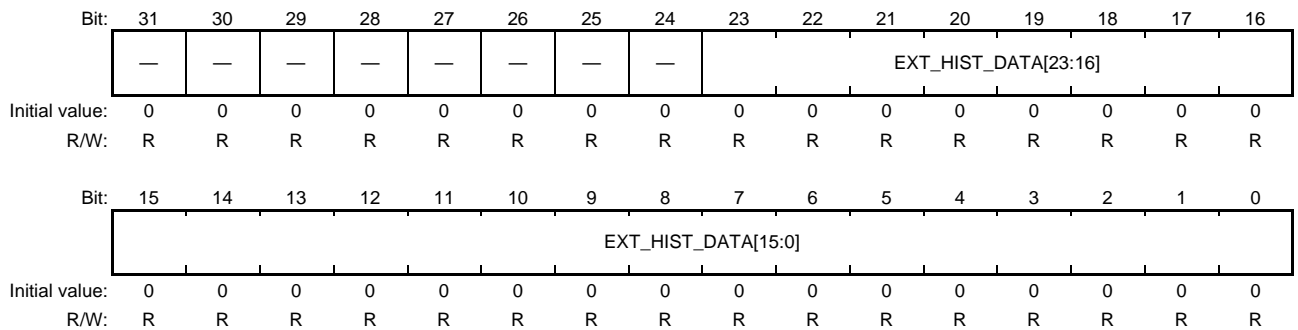 Bit: 31 30 29 28 27 26 25 24 23 22 21 20 19 18 17 16
— — — — — — — — EXT_HIST_DATA[23:16]
Initial value: 0 0 0 0 0 0 0 0 0 0 0 0 0 0 0 0
R/W: R R R R R R R R R R R R R R R R
Bit: 15 14 13 12 11 10 9 8 7 6 5 4 3 2 1 0
EXT_HIST_DATA[15:0]
Initial value: 0 0 0 0 0 0 0 0 0 0 0 0 0 0 0 0
R/W: R R R R R R R R R R R R R R R R